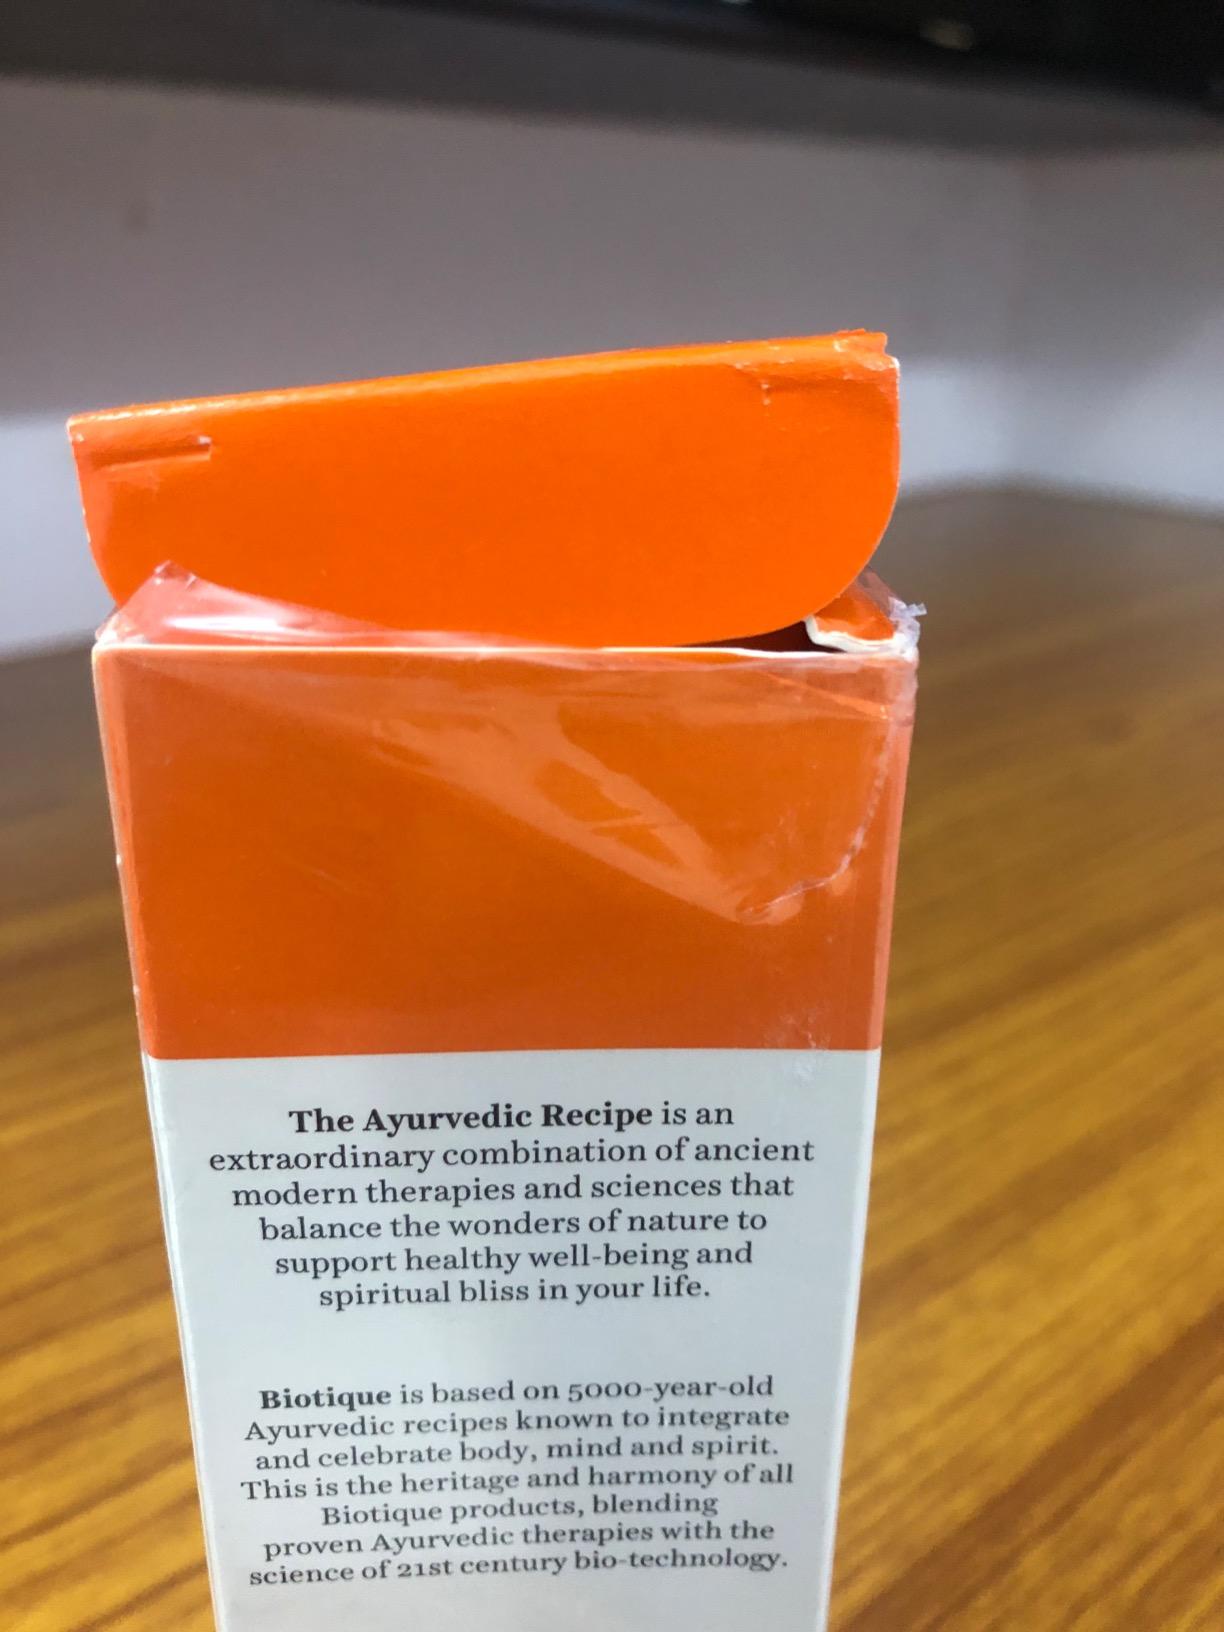 The Ayurvedic Recipe is an
extraordinary combination of ancient
modern therapies and sciences that
balance the wonders of nature to
support healthy well-being and
spiritual bliss in your life.
Biotique is based on 5000-year-old
Ayurvedic recipes known to integrate
and celebrate body, mind and spirit.
This is the heritage and harmony of all
Biotique products, blending
proven Ayurvedic therapies with the
science of 21st century bio-technology.